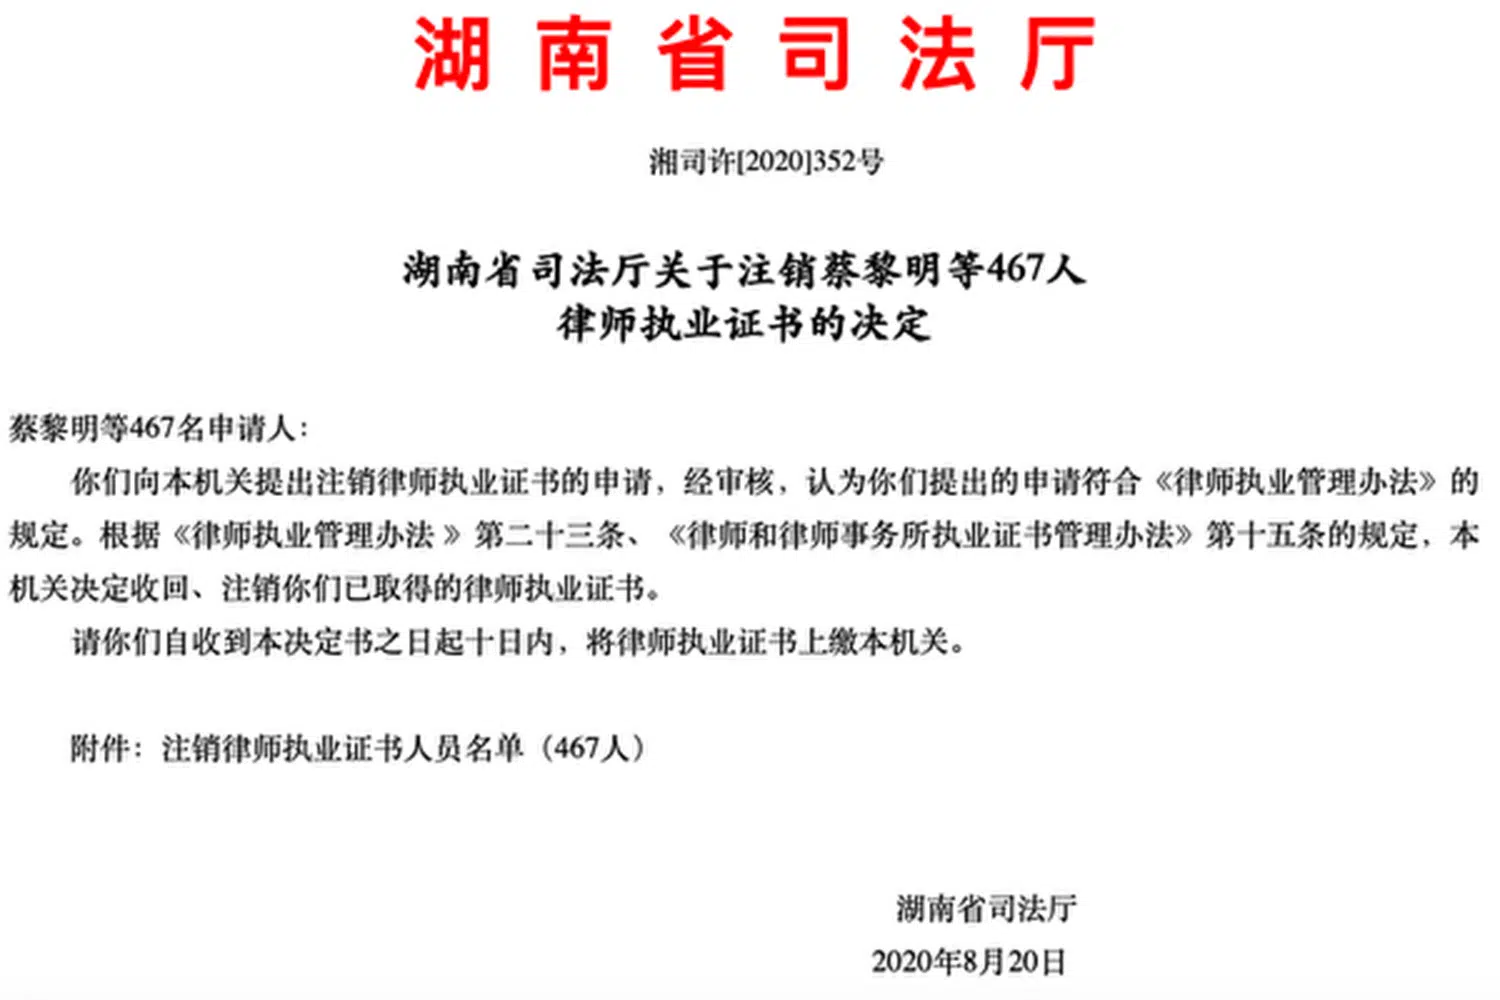 湖南省司法厅
湘司许[2020]352号
湖南省司法厅关于注销蔡黎明等467人
律师执业证书的决定
蔡黎明等467名申请人：
你们向本机关提出注销律师执业证书的申请，经审核，认为你们提出的申请符合《律师执业管理办法》的
规定。根据《律师执业管理办法 》第二十三条、《律师和律师事务所执业证书管理办法》第十五条的规定，本
机关决定收回、注销你们已取得的律师执业证书。
请你们自收到本决定书之日起十日内，将律师执业证书上缴本机关。
附件：注销律师执业证书人员名单（467人）
湖南省司法厅
2020年8月20日